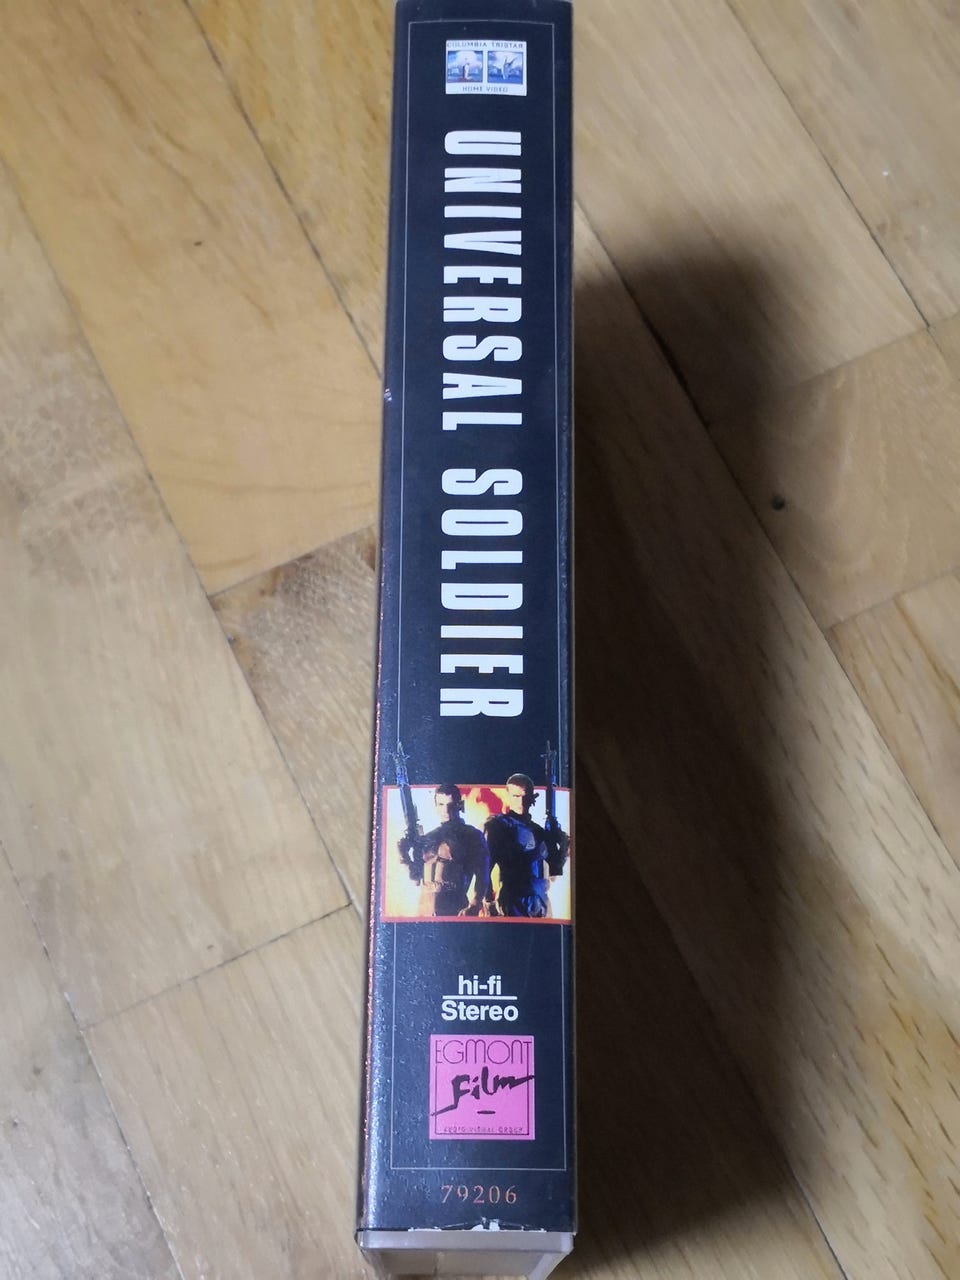 COLUMBIA TRISTAR
HOME VIDEO
UNIVERSAL SOLDIER
hi-fi
Stereo
EGMONT
Film
79206